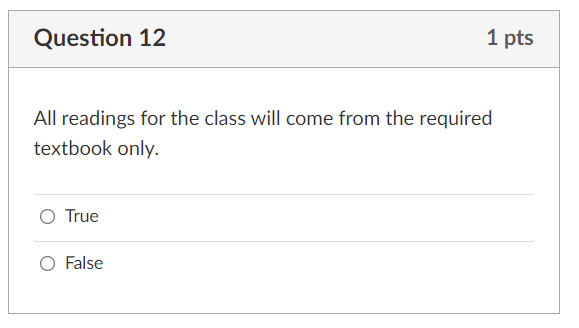 Question 12
1 pts
All readings for the class will come from the required
textbook only.
True
False